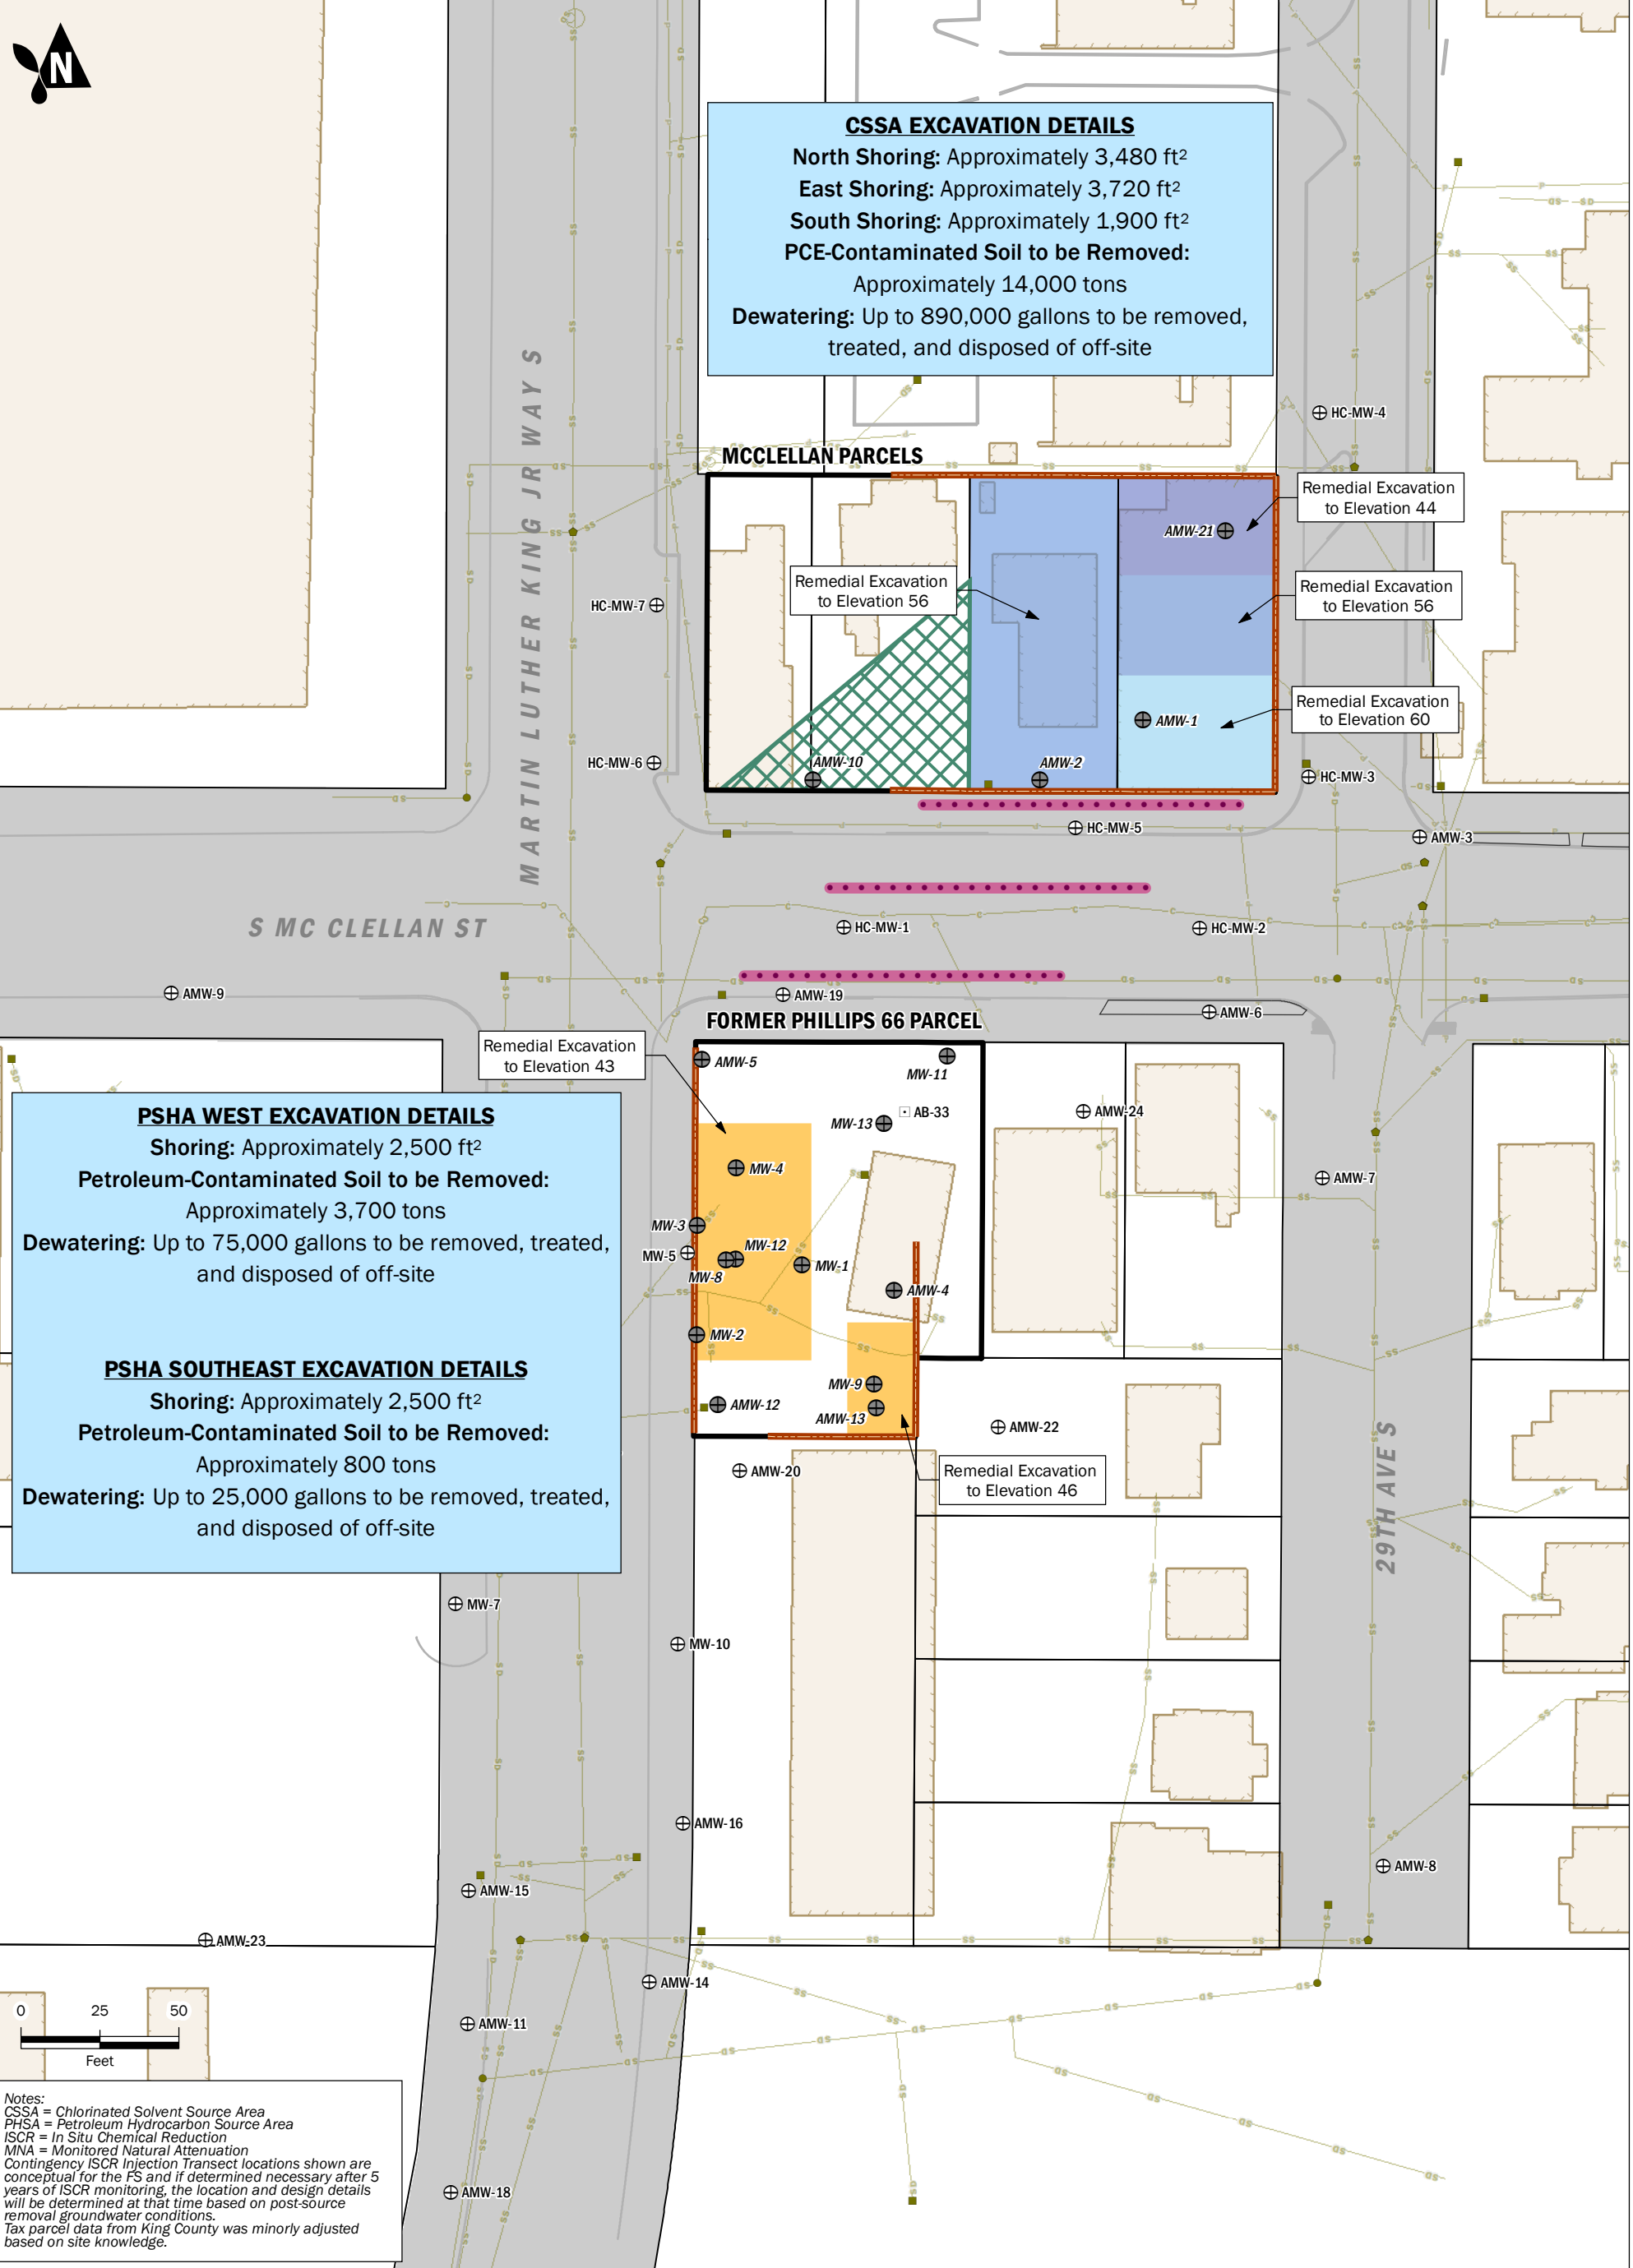 N
CSSA EXCAVATION DETAILS
North Shoring: Approximately 3,480 ft²
East Shoring: Approximately 3,720 ft²
South Shoring: Approximately 1,900 ft²
PCE-Contaminated Soil to be Removed:
Approximately 14,000 tons
Dewatering: Up to 890,000 gallons to be removed,
treated, and disposed of off-site
MARTIN LUTHER KING JR WAY S
HC-MW-4
MCCLELLAN PARCELS
Remedial Excavation
to Elevation 44
AMW-21
Remedial Excavation
to Elevation 56
Remedial Excavation
to Elevation 56
HC-MW-7
Remedial Excavation
to Elevation 60
AMW-1
HC-MW-6
AMW-10
AMW-2
HC-MW-3
HC-MW-5
AMW-3
S MC CLELLAN ST
HC-MW-1
HC-MW-2
AMW-9
AMW-19
AMW-6
FORMER PHILLIPS 66 PARCEL
Remedial Excavation
to Elevation 43
AMW-5
MW-11
AB-33
AMW-24
MW-13
MW-4
AMW-7
MW-3
MW-5
MW-12
MW-8
MW-1
AMW-4
MW-2
MW-9
AMW-12
AMW-13
AMW-22
AMW-20
Remedial Excavation
to Elevation 46
PSHA WEST EXCAVATION DETAILS
Shoring: Approximately 2,500 ft²
Petroleum-Contaminated Soil to be Removed:
Approximately 3,700 tons
Dewatering: Up to 75,000 gallons to be removed, treated,
and disposed of off-site
PSHA SOUTHEAST EXCAVATION DETAILS
Shoring: Approximately 2,500 ft²
Petroleum-Contaminated Soil to be Removed:
Approximately 800 tons
Dewatering: Up to 25,000 gallons to be removed, treated,
and disposed of off-site
29TH AVE S
MW-7
MW-10
AMW-16
AMW-8
AMW-15
AMW-23
AMW-14
AMW-11
AMW-18
0 25 50
Feet
Notes:
CSSA = Chlorinated Solvent Source Area
PHSA = Petroleum Hydrocarbon Source Area
ISCR = In Situ Chemical Reduction
MNA = Monitored Natural Attenuation
Contingency ISCR Injection Transect locations shown are
conceptual for the FS and if determined necessary after 5
years of ISCR monitoring, the location and design details
will be determined at that time based on post-source
removal groundwater conditions.
Tax parcel data from King County was minorly adjusted
based on site knowledge.